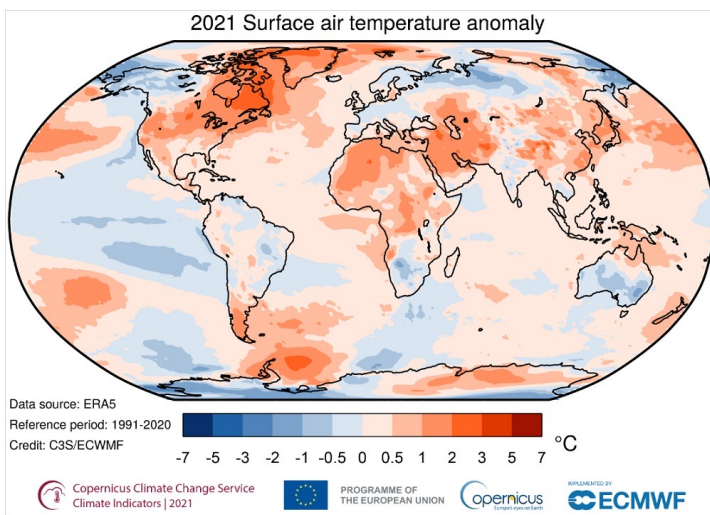 2021 Surface air temperature anomaly
Data source: ERA5
Reference period: 1991-2020
Credit: C3S/ECWMF
-7 -5 -3 -2 -1 -0.5 0 0.5 1 2 3 5 7 °C
Copernicus Climate Change Service
Climate Indicators | 2021
PROGRAMME OF
THE EUROPEAN UNION
opernicus
Europe's eyes on Earth
IMPLEMENTED BY
ECMWF